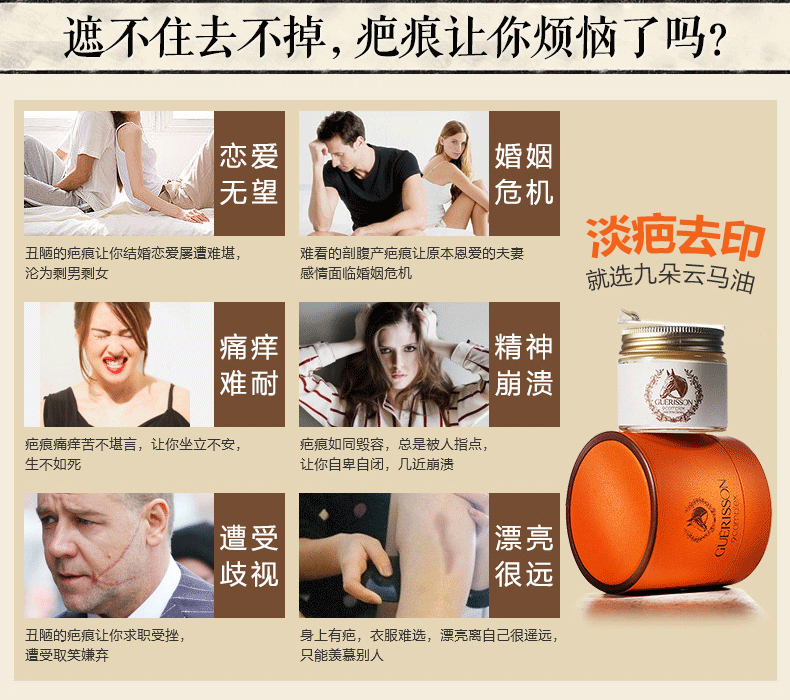 遮不住去不掉，疤痕让你烦恼了吗？
恋爱
无望
丑陋的疤痕让你结婚恋爱屡遭难堪，
沦为剩男剩女
婚姻
危机
难看的剖腹产疤痕让原本恩爱的夫妻
感情面临婚姻危机
痛痒
难耐
疤痕痛痒苦不堪言，让你坐立不安，
生不如死
精神
崩溃
疤痕如同毁容，总是被人指点，
让你自卑自闭，几近崩溃
遭受
歧视
丑陋的疤痕让你求职受挫，
遭受取笑嫌弃
漂亮
很远
身上有疤，衣服难选，漂亮离自己很遥远，
只能羡慕别人
淡疤去印
就选九朵云马油
GUERISSON
9complex
GUERISSON
9complex